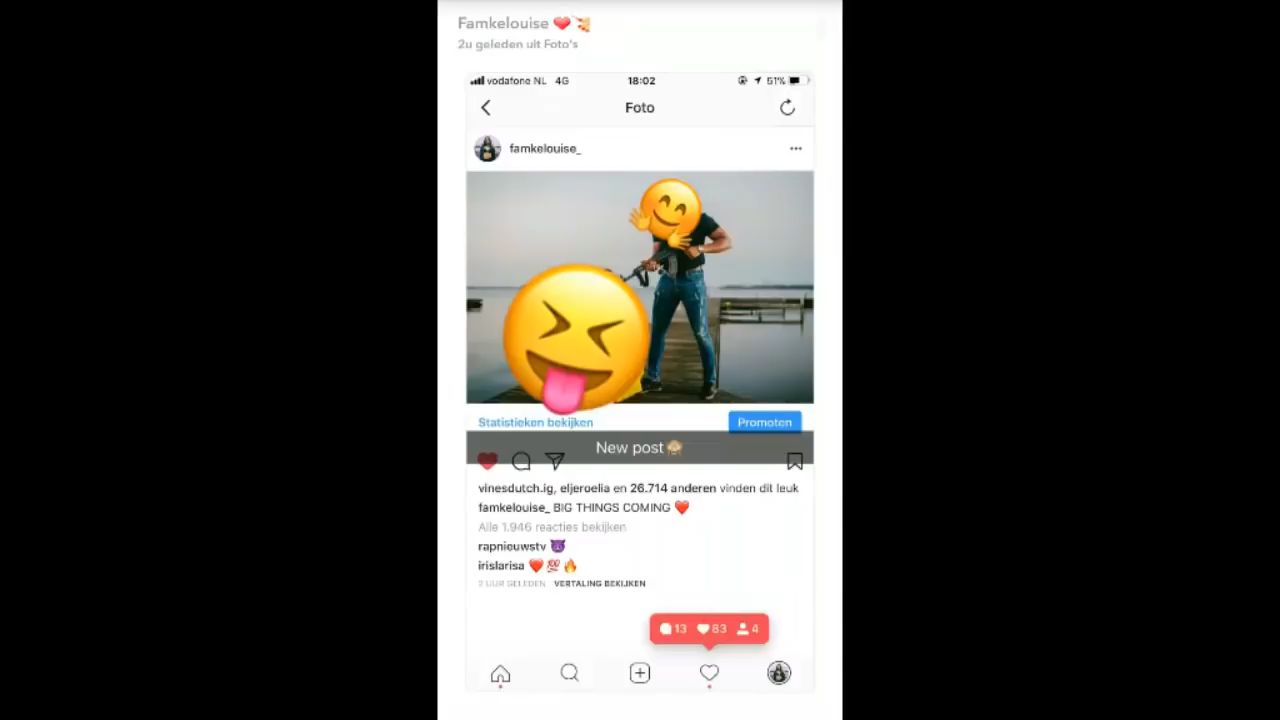 Famkelouise ❤️💘
2u geleden uit Foto's
vodafone NL 4G 18:02 51%
Foto
famkelouise_
Statistieken bekijken Promoten
New post🙈
vinesdutch.ig, eljeroelia en 26.714 anderen vinden dit leuk
famkelouise_ BIG THINGS COMING ❤️
Alle 1.946 reacties bekijken
rapnieuwstv 😈
irislarisa ❤️💯🔥
2 UUR GELEDEN VERTALING BEKIJKEN
13 83 4